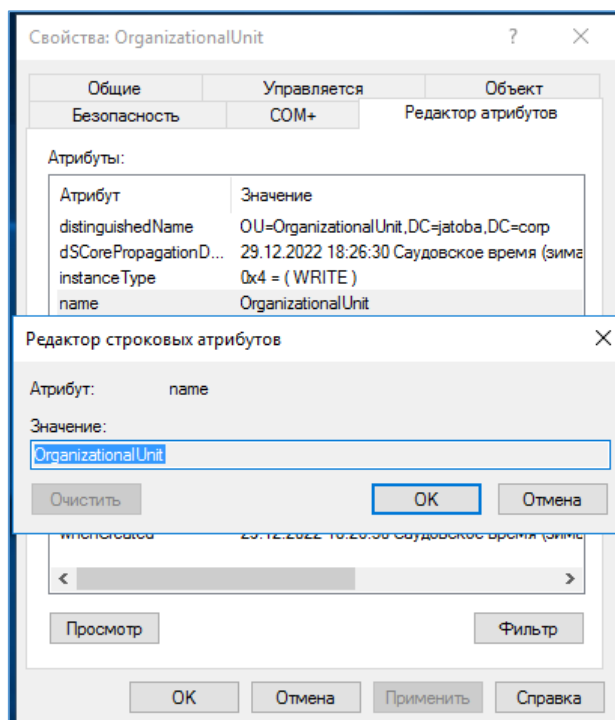 Свойства: OrganizationalUnit ?
Общие Управляется Объект
Безопасность COM+ Редактор атрибутов
Атрибуты:
Атрибут Значение
distinguishedName OU=OrganizationalUnit,DC=jatoba,DC=corp
dSCorePropagationD... 29.12.2022 18:26:30 Саудовское время (зима
instanceType 0x4 = ( WRITE )
name OrganizationalUnit
Редактор строковых атрибутов
Атрибут: name
Значение:
OrganizationalUnit
Очистить OK Отмена
Просмотр Фильтр
OK Отмена Применить Справка